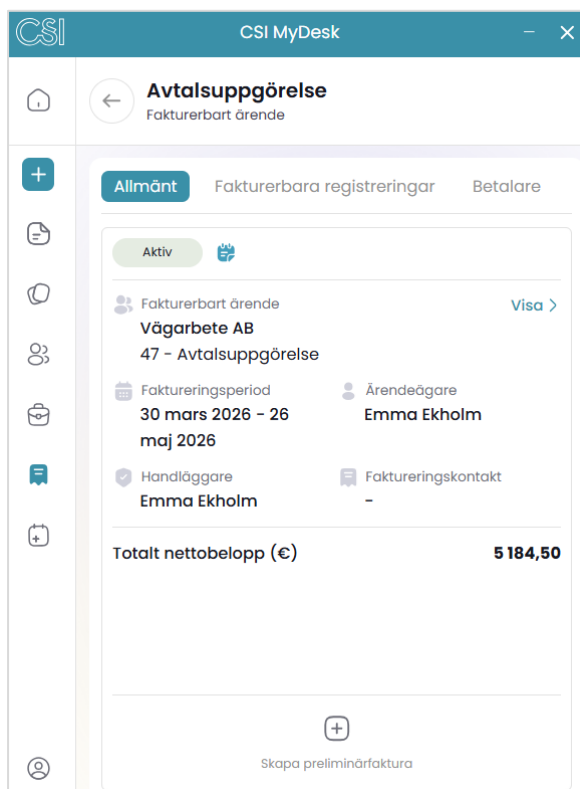 CSI
CSI MyDesk
Avtalsuppgörelse
Fakturerbart ärende
Allmänt
Fakturerbara registreringar
Betalare
Aktiv
Fakturerbart ärende
Visa >
Vägarbete AB
47 - Avtalsuppgörelse
Faktureringsperiod
Ärendeägare
30 mars 2026 - 26
Emma Ekholm
maj 2026
Handläggare
Faktureringskontakt
Emma Ekholm
-
Totalt nettobelopp (€)
5 184,50
Skapa preliminärfaktura